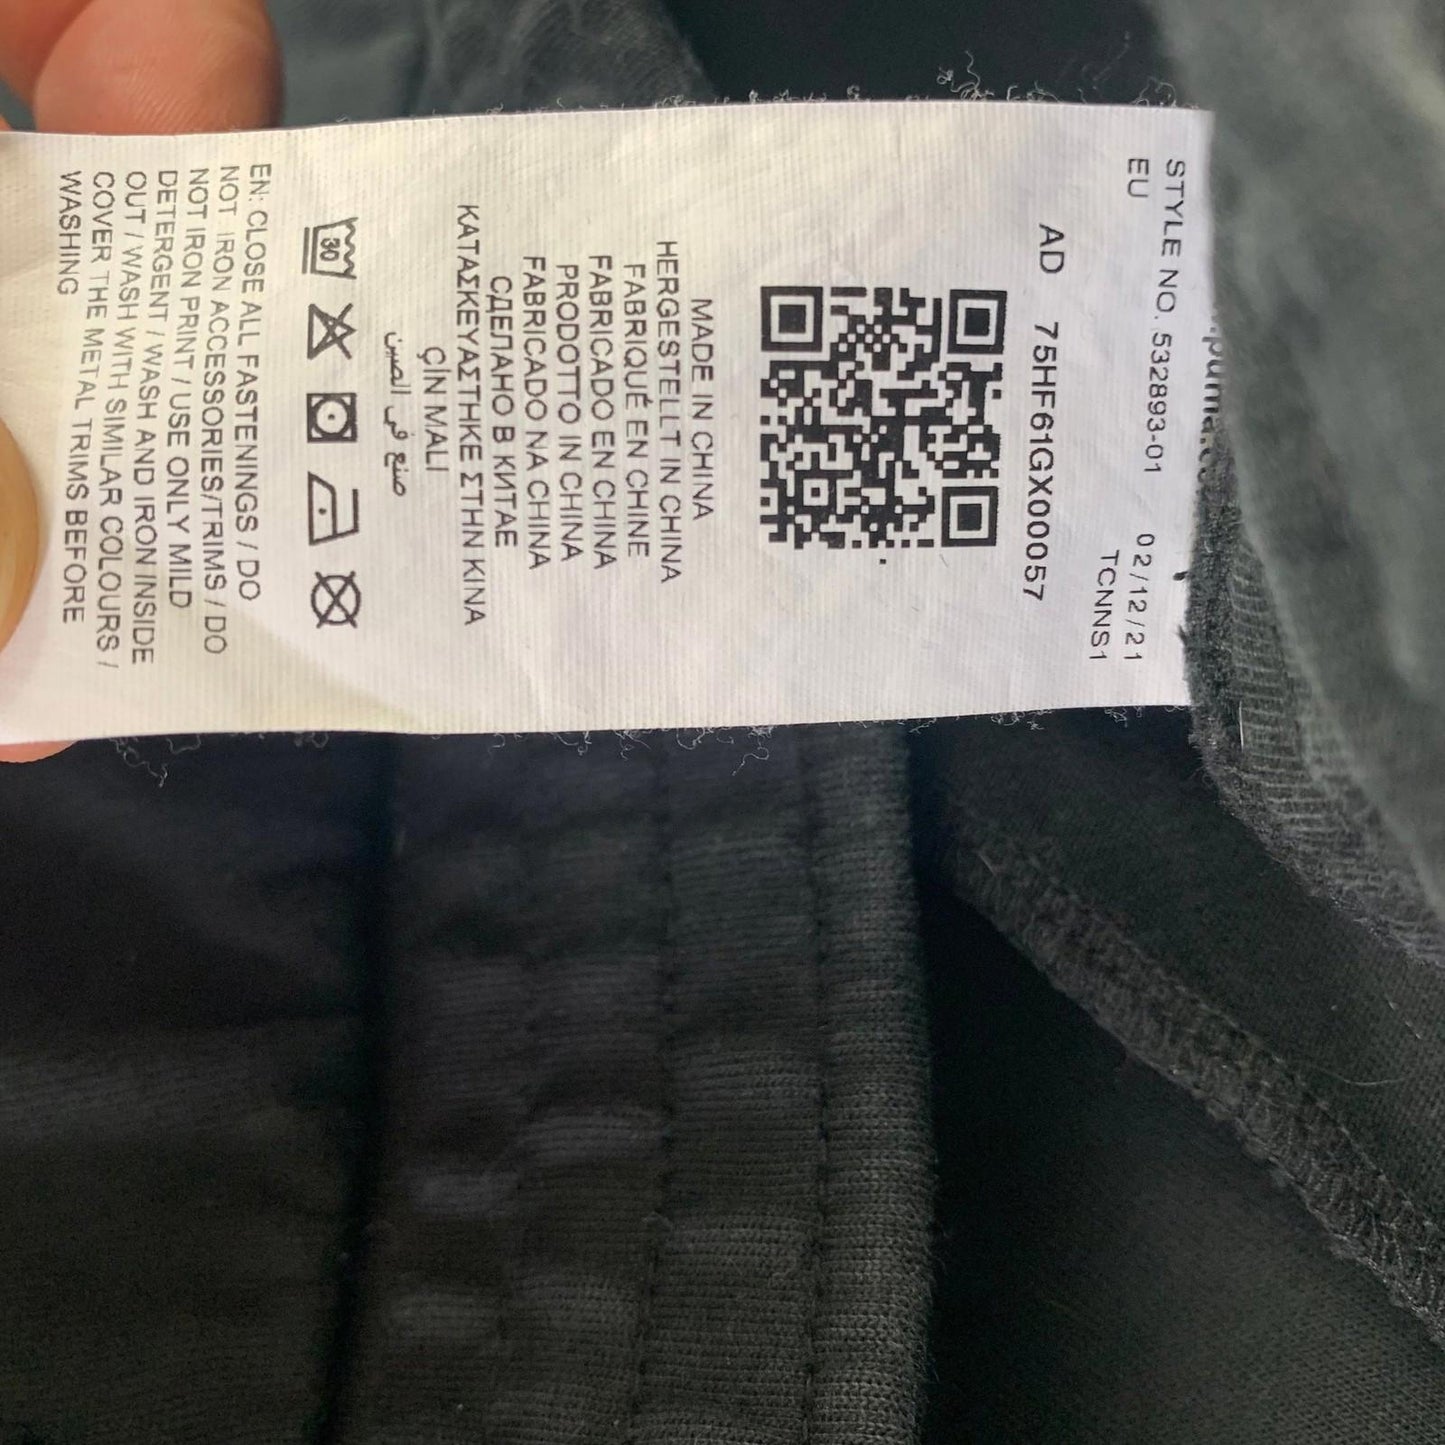 puma.c
STYLE NO. 532893-01 02/12/21
EU TCNNS1
AD 75HF61GX00057
MADE IN CHINA
HERGESTELLT IN CHINA
FABRIQUÉ EN CHINE
FABRICADO EN CHINA
PRODOTTO IN CHINA
FABRICADO NA CHINA
СДЕЛАНО В КИТАЕ
ΚΑΤΑΣΚΕΥΑΣΤΗΚΕ ΣΤΗΝ ΚΙΝΑ
ÇİN MALI
صنع في الصين
30
EN: CLOSE ALL FASTENINGS / DO
NOT IRON ACCESSORIES/TRIMS / DO
NOT IRON PRINT / USE ONLY MILD
DETERGENT / WASH AND IRON INSIDE
OUT / WASH WITH SIMILAR COLOURS /
COVER THE METAL TRIMS BEFORE
WASHING